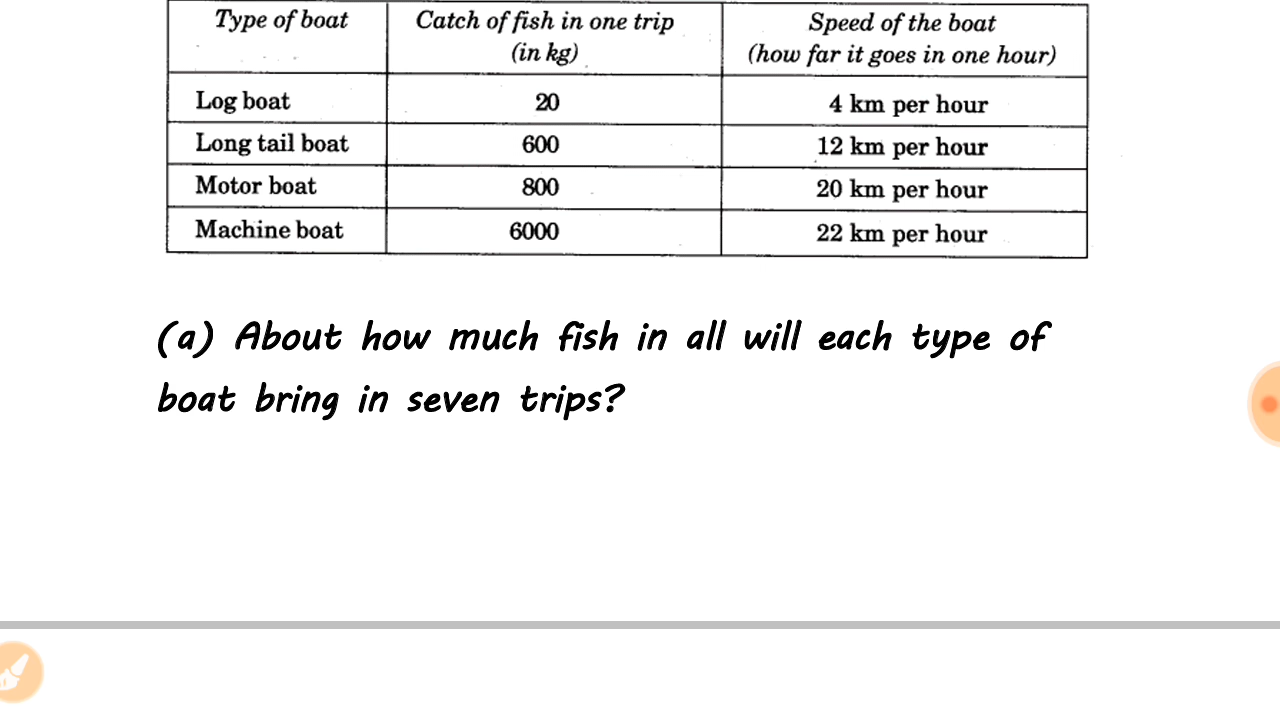 Type of boat Catch of fish in one trip Speed of the boat
(in kg) (how far it goes in one hour)
Log boat 20 4 km per hour
Long tail boat 600 12 km per hour
Motor boat 800 20 km per hour
Machine boat 6000 22 km per hour
(a) About how much fish in all will each type of
boat bring in seven trips?